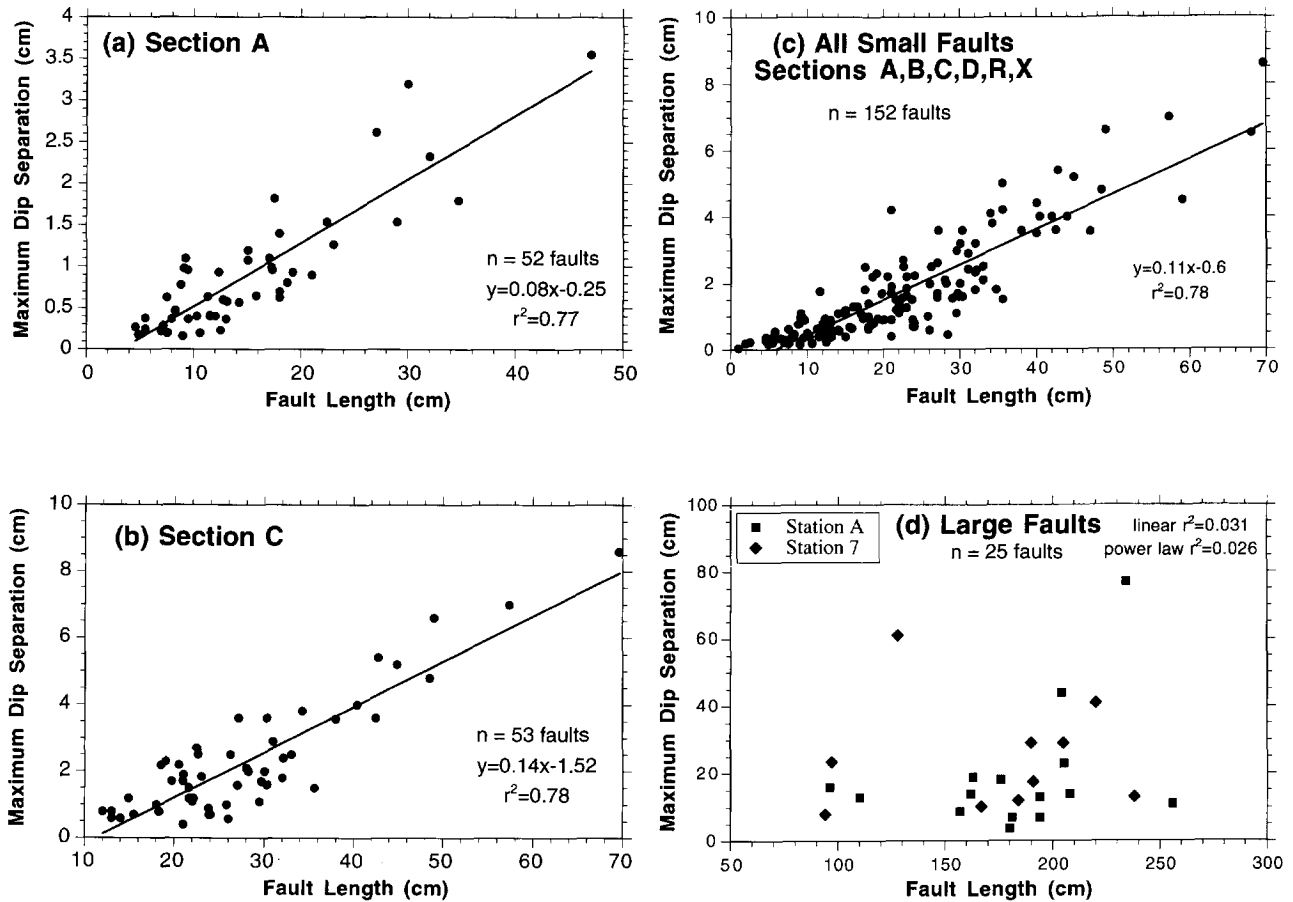 (a) Section A
Maximum Dip Separation (cm)
4
3.5
3
2.5
2
1.5
1
0.5
0
n = 52 faults
y=0.08x-0.25
r²=0.77
0 10 20 30 40 50
Fault Length (cm)
(c) All Small Faults
Sections A,B,C,D,R,X
n = 152 faults
Maximum Dip Separation (cm)
10
8
6
4
2
0
y=0.11x-0.6
r²=0.78
0 10 20 30 40 50 60 70
Fault Length (cm)
(b) Section C
Maximum Dip Separation (cm)
10
8
6
4
2
0
n = 53 faults
y=0.14x-1.52
r²=0.78
10 20 30 40 50 60 70
Fault Length (cm)
(d) Large Faults
n = 25 faults
linear r²=0.031
power law r²=0.026
Station A
Station 7
Maximum Dip Separation (cm)
100
80
60
40
20
0
50 100 150 200 250 300
Fault Length (cm)